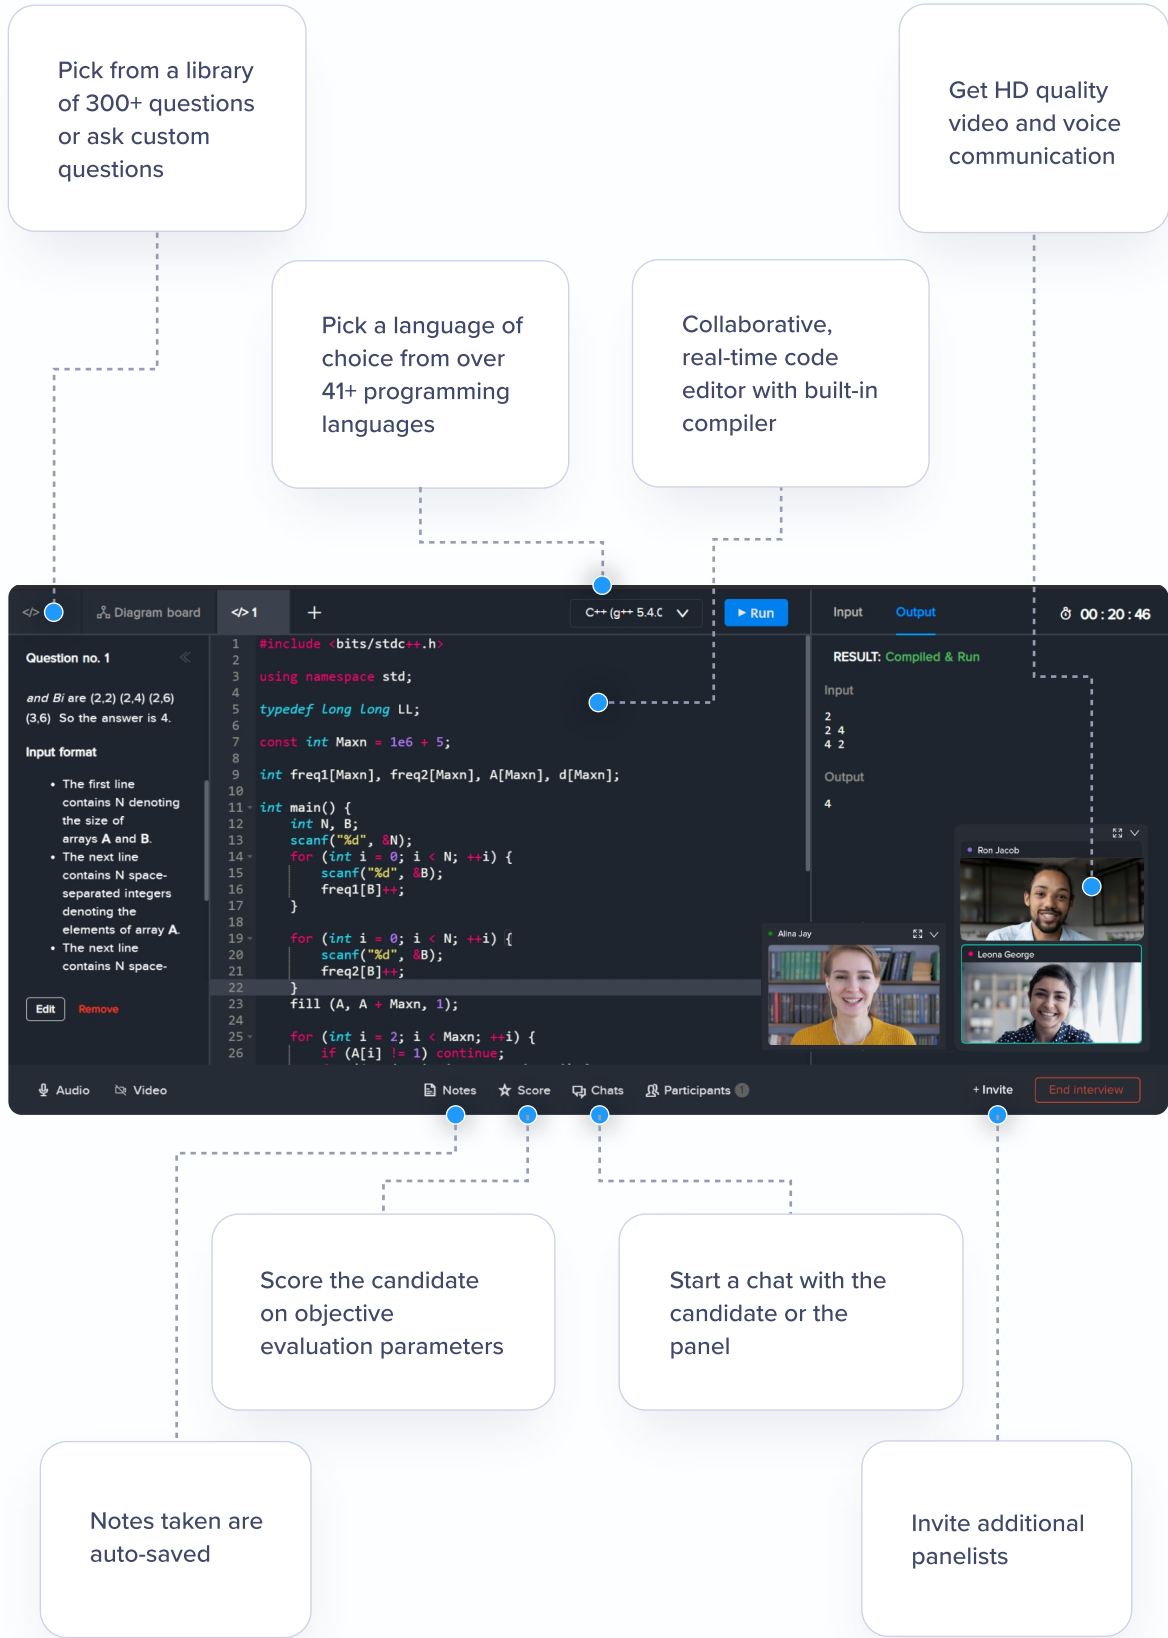 Pick from a library
of 300+ questions
or ask custom
questions
Get HD quality
video and voice
communication
Pick a language of
choice from over
41+ programming
languages
Collaborative,
real-time code
editor with built-in
compiler
</> Diagram board </> 1 + C++ (g++ 5.4.0 Run Input Output 00 : 20 : 46
Question no. 1
and Bi are (2,2) (2,4) (2,6)
(3,6) So the answer is 4.
Input format
• The first line
contains N denoting
the size of
arrays A and B.
• The next line
contains N space-
separated integers
denoting the
elements of array A.
• The next line
contains N space-
Edit Remove
1 #include <bits/stdc++.h>
2
3 using namespace std;
4
5 typedef long long LL;
6
7 const int Maxn = 1e6 + 5;
8
9 int freq1[Maxn], freq2[Maxn], A[Maxn], d[Maxn];
10
11 int main() {
12 int N, B;
13 scanf("%d", &N);
14 for (int i = 0; i < N; ++i) {
15 scanf("%d", &B);
16 freq1[B]++;
17 }
18
19 for (int i = 0; i < N; ++i) {
20 scanf("%d", &B);
21 freq2[B]++;
22 }
23 fill (A, A + Maxn, 1);
24
25 for (int i = 2; i < Maxn; ++i) {
26 if (A[i] != 1) continue;
RESULT: Compiled & Run
Input
2
2 4
4 2
Output
4
Ron Jacob
Alina Jay
Leona George
Audio Video Notes Score Chats Participants 1 + Invite End interview
Score the candidate
on objective
evaluation parameters
Start a chat with the
candidate or the
panel
Notes taken are
auto-saved
Invite additional
panelists